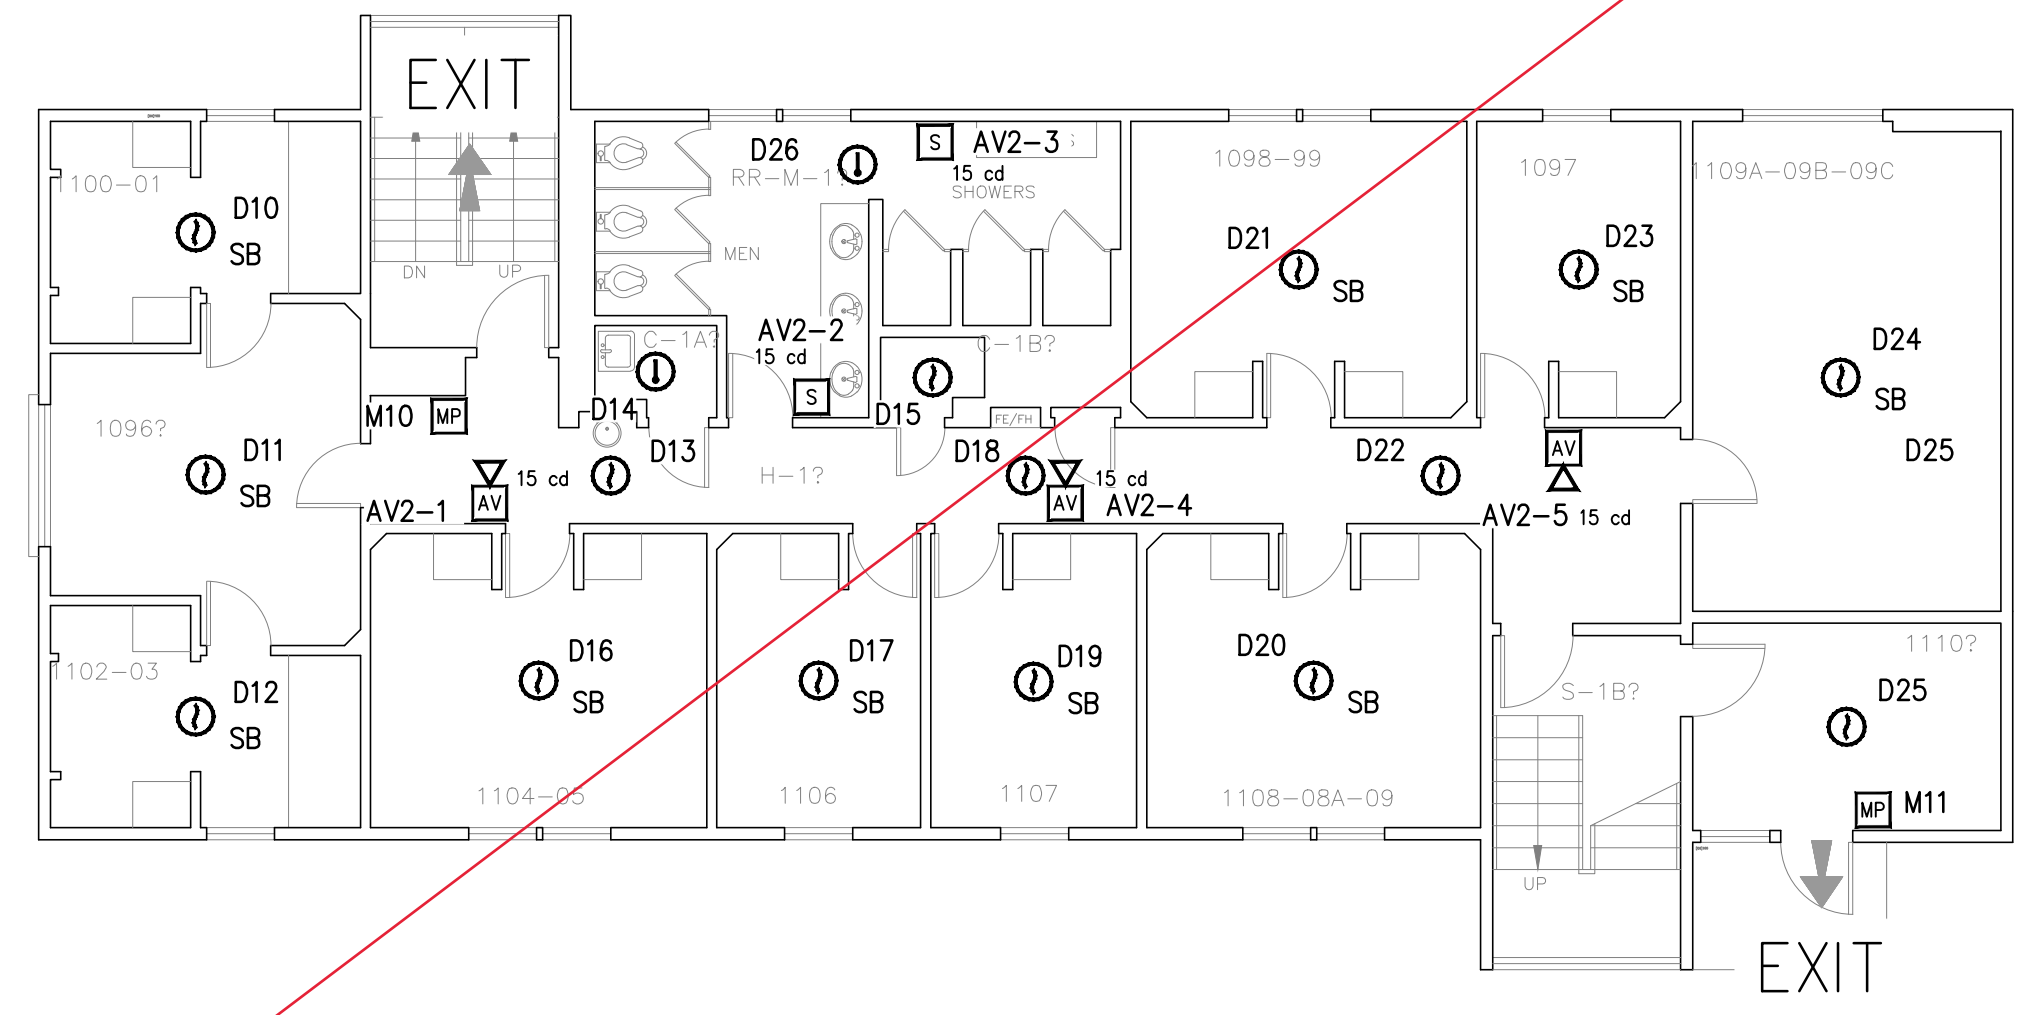 EXIT
1100-01
D10
SB
DN
UP
D26
RR-M-1?
MEN
S
AV2-3
15 cd
SHOWERS
1098-99
D21
SB
1097
D23
SB
1109A-09B-09C
D24
SB
D25
C-1A?
AV2-2
15 cd
S
C-1B?
D15
FE/FH
1096?
D11
SB
M10
MP
D14
D13
H-1?
D18
D22
AV
AV2-1
AV
15 cd
15 cd
AV
AV2-4
AV2-5 15 cd
1102-03
D12
SB
D16
SB
1104-05
D17
SB
1106
D19
SB
1107
D20
SB
1108-08A-09
S-1B?
UP
1110?
D25
MP
M11
EXIT